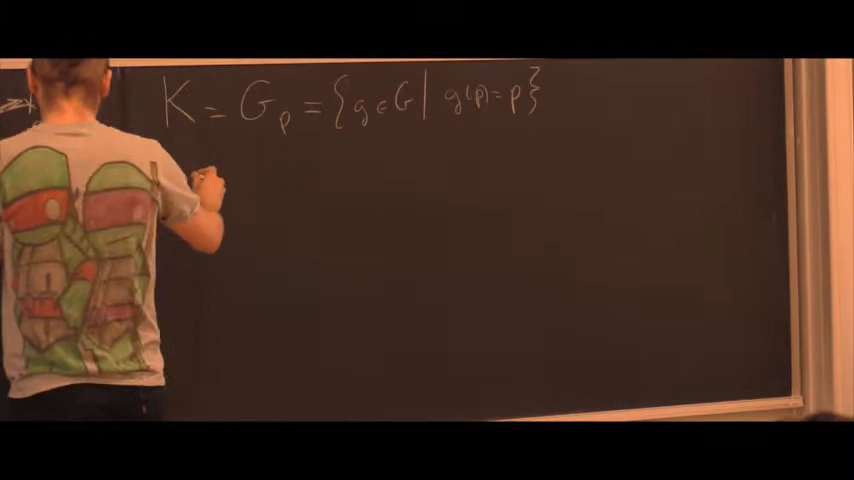 K = G_p = {g ∈ G | g(p) = p}